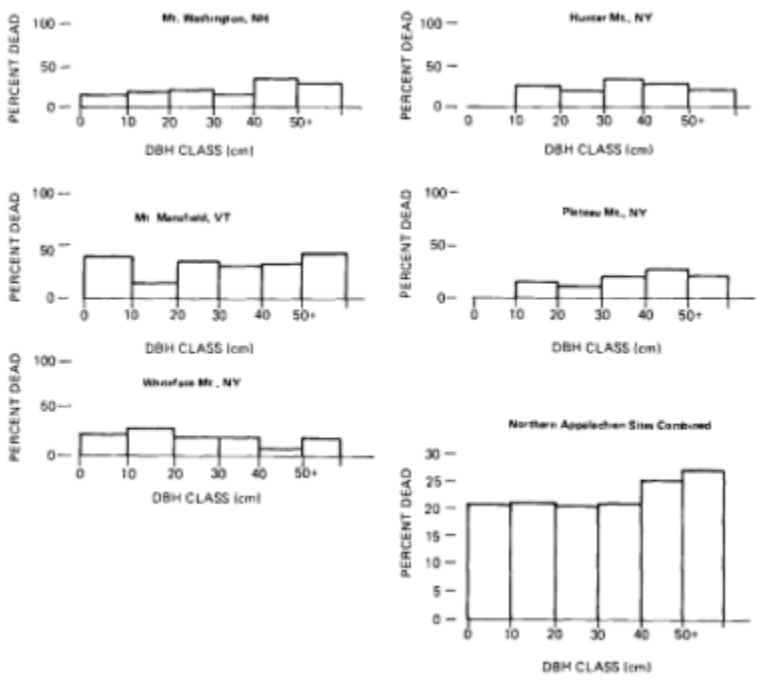 Mt. Washington, NH
PERCENT DEAD
100
50
0
0 10 20 30 40 50+
DBH CLASS (cm)
Hunter Mt., NY
PERCENT DEAD
100
50
0
0 10 20 30 40 50+
DBH CLASS (cm)
Mt Mansfield, VT
PERCENT DEAD
100
50
0
0 10 20 30 40 50+
DBH CLASS (cm)
Plateau Mt., NY
PERCENT DEAD
100
50
0
0 10 20 30 40 50+
DBH CLASS (cm)
Whiteface Mt., NY
PERCENT DEAD
100
50
0
0 10 20 30 40 50+
DBH CLASS (cm)
Northern Appalachian Sites Combined
PERCENT DEAD
30
25
20
15
10
5
0
0 10 20 30 40 50+
DBH CLASS (cm)